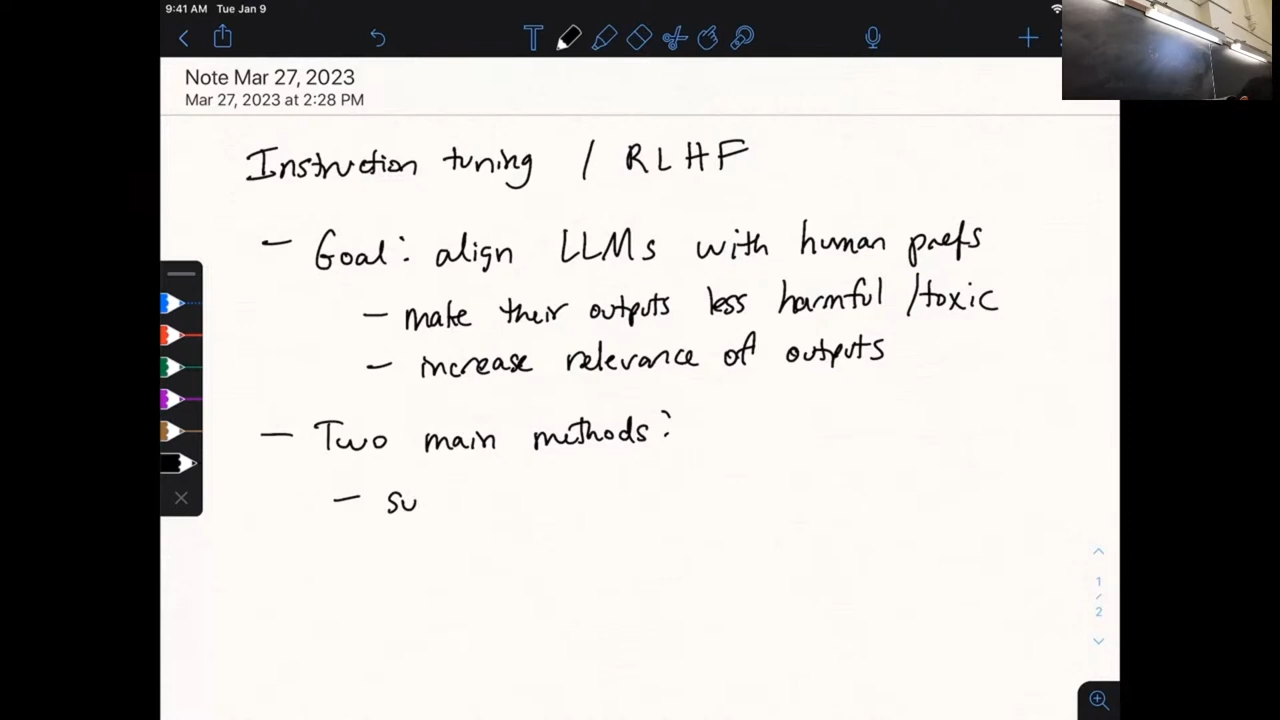 9:41 AM Tue Jan 9
Note Mar 27, 2023
Mar 27, 2023 at 2:28 PM
Instruction tuning / RLHF
- Goal: align LLMs with human prefs
- make their outputs less harmful /toxic
- increase relevance of outputs
- Two main methods:
- su
1
2